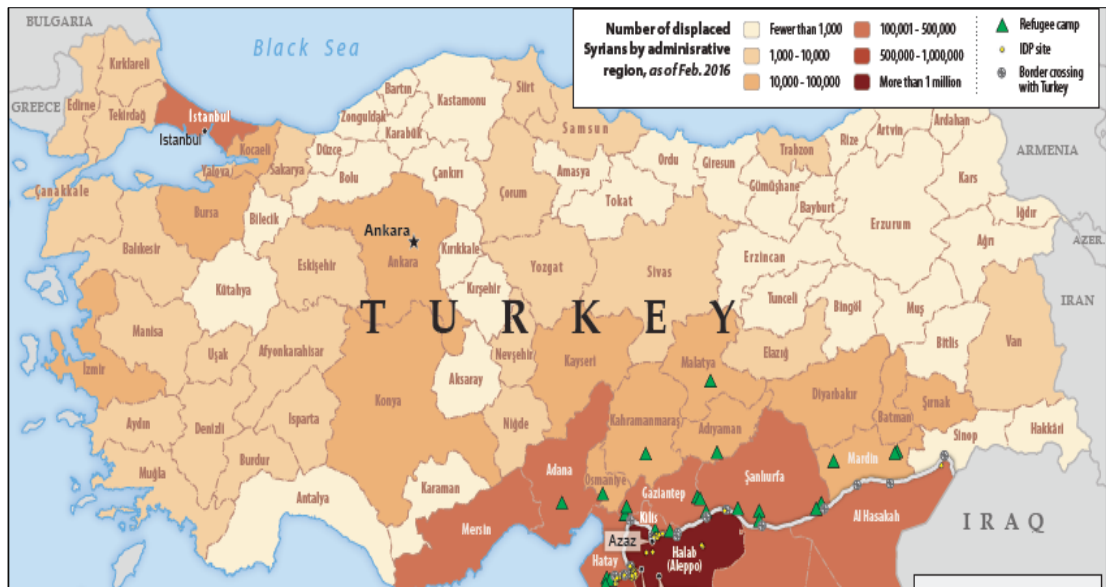 BULGARIA
Black Sea
GREECE
ARMENIA
AZER.
IRAN
IRAQ
TURKEY
Number of displaced
Syrians by adminisrative
region, as of Feb. 2016
Fewer than 1,000
1,000 - 10,000
10,000 - 100,000
100,001 - 500,000
500,000 - 1,000,000
More than 1 million
Refugee camp
IDP site
Border crossing
with Turkey
Kırklareli
Edirne
Tekirdağ
İstanbul
Istanbul
Kocaeli
Yalova
Sakarya
Düzce
Bolu
Zonguldak
Bartın
Karabük
Kastamonu
Çankırı
Siirt
Samsun
Çorum
Amasya
Tokat
Ordu
Giresun
Gümüşhane
Trabzon
Bayburt
Rize
Artvin
Ardahan
Kars
Erzurum
Iğdır
Ağrı
Çanakkale
Balıkesir
Bursa
Bilecik
Kütahya
Eskişehir
Ankara
Ankara
Kırıkkale
Kırşehir
Yozgat
Sivas
Erzincan
Tunceli
Bingöl
Muş
Bitlis
Van
Manisa
İzmir
Uşak
Afyonkarahisar
Konya
Aksaray
Nevşehir
Niğde
Kayseri
Malatya
Elazığ
Diyarbakır
Batman
Şırnak
Sinop
Hakkâri
Aydın
Denizli
Isparta
Burdur
Muğla
Antalya
Karaman
Mersin
Adana
Kahramanmaraş
Adıyaman
Osmaniye
Gaziantep
Şanlıurfa
Mardin
Kilis
Azaz
Hatay
Halab
(Aleppo)
Al Hasakah